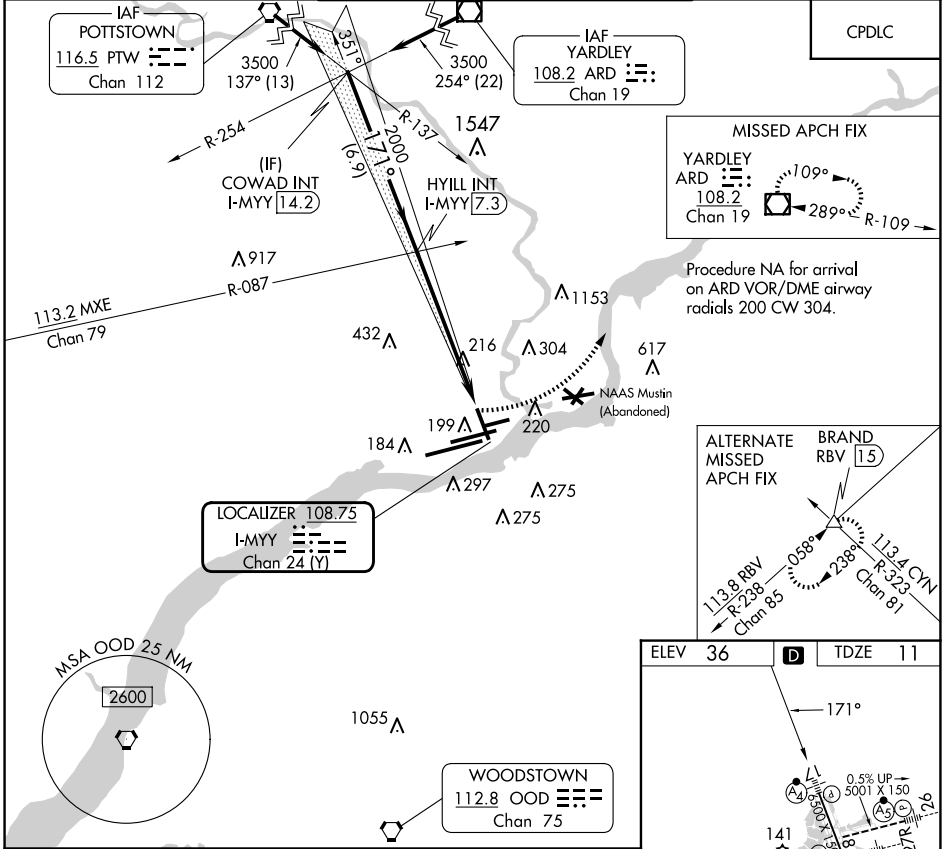 IAF
POTTSTOWN
116.5 PTW
Chan 112
3500
137° (13)
351°
3500
254° (22)
IAF
YARDLEY
108.2 ARD
Chan 19
CPDLC
R-254
R-137
1547
2000
171°
(6.9)
(IF)
COWAD INT
I-MYY 14.2
HYILL INT
I-MYY 7.3
MISSED APCH FIX
YARDLEY
ARD
108.2
Chan 19
109°
289°
R-109
917
R-087
113.2 MXE
Chan 79
Procedure NA for arrival
on ARD VOR/DME airway
radials 200 CW 304.
1153
432
216
304
617
NAAS Mustin
(Abandoned)
199
220
184
297
275
275
LOCALIZER 108.75
I-MYY
Chan 24 (Y)
ALTERNATE
MISSED
APCH FIX
BRAND
RBV 15
058°
238°
113.8 RBV
R-238
Chan 85
113.4 CYN
R-323
Chan 81
MSA OOD 25 NM
2600
1055
WOODSTOWN
112.8 OOD
Chan 75
ELEV 36
D
TDZE 11
171°
17
A4
P
0.5% UP
5001 X 150
A5
P
26
6500 X 150
141
8